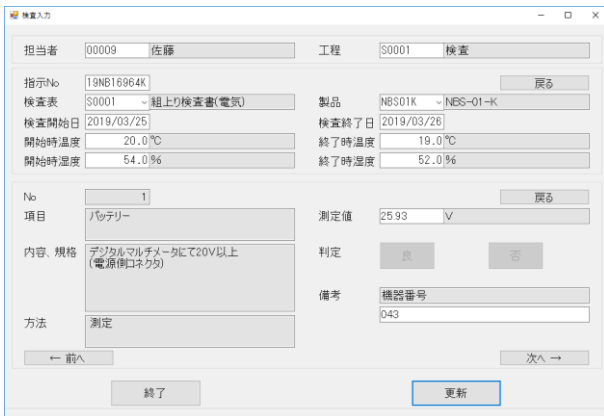 検査入力
担当者 00009 佐藤 工程 S0001 検査
指示No 19NB16964K 戻る
検査表 S0001 組上り検査書(電気) 製品 NBS01K NBS-01-K
検査開始日 2019/03/25 検査終了日 2019/03/26
開始時温度 20.0 ℃ 終了時温度 19.0 ℃
開始時湿度 54.0 % 終了時湿度 52.0 %
No 1 戻る
項目 バッテリー 測定値 25.93 V
内容、規格 デジタルマルチメータにて20V以上 判定 良 否
(電源側コネクタ)
備考 機器番号
043
方法 測定
← 前へ 次へ →
終了 更新